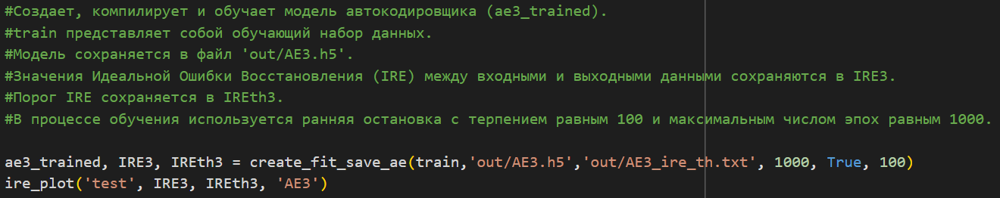 #Создает, компилирует и обучает модель автокодировщика (ae3_trained).
#train представляет собой обучающий набор данных.
#Модель сохраняется в файл 'out/AE3.h5'.
#Значения Идеальной Ошибки Восстановления (IRE) между входными и выходными данными сохраняются в IRE3.
#Порог IRE сохраняется в IREth3.
#В процессе обучения используется ранняя остановка с терпением равным 100 и максимальным числом эпох равным 1000.
ae3_trained, IRE3, IREth3 = create_fit_save_ae(train,'out/AE3.h5','out/AE3_ire_th.txt', 1000, True, 100)
ire_plot('test', IRE3, IREth3, 'AE3')